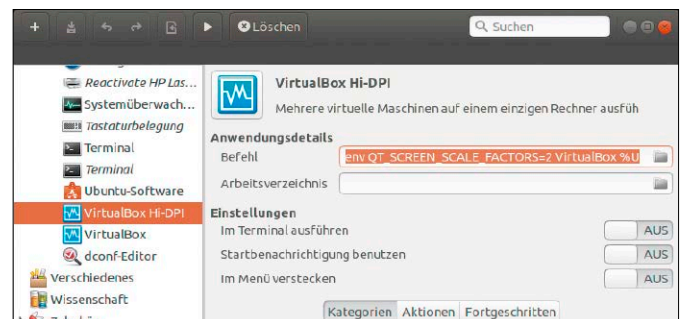 Löschen
Suchen
Reactivate HP Las...
Systemüberwach...
Tastaturbelegung
Terminal
Terminal
Ubuntu-Software
VirtualBox Hi-DPI
VirtualBox
dconf-Editor
Verschiedenes
Wissenschaft
VirtualBox Hi-DPI
Mehrere virtuelle Maschinen auf einem einzigen Rechner ausfüh
Anwendungsdetails
Befehl env QT_SCREEN_SCALE_FACTORS=2 VirtualBox %U
Arbeitsverzeichnis
Einstellungen
Im Terminal ausführen AUS
Startbenachrichtigung benutzen AUS
Im Menü verstecken AUS
Kategorien Aktionen Fortgeschritten